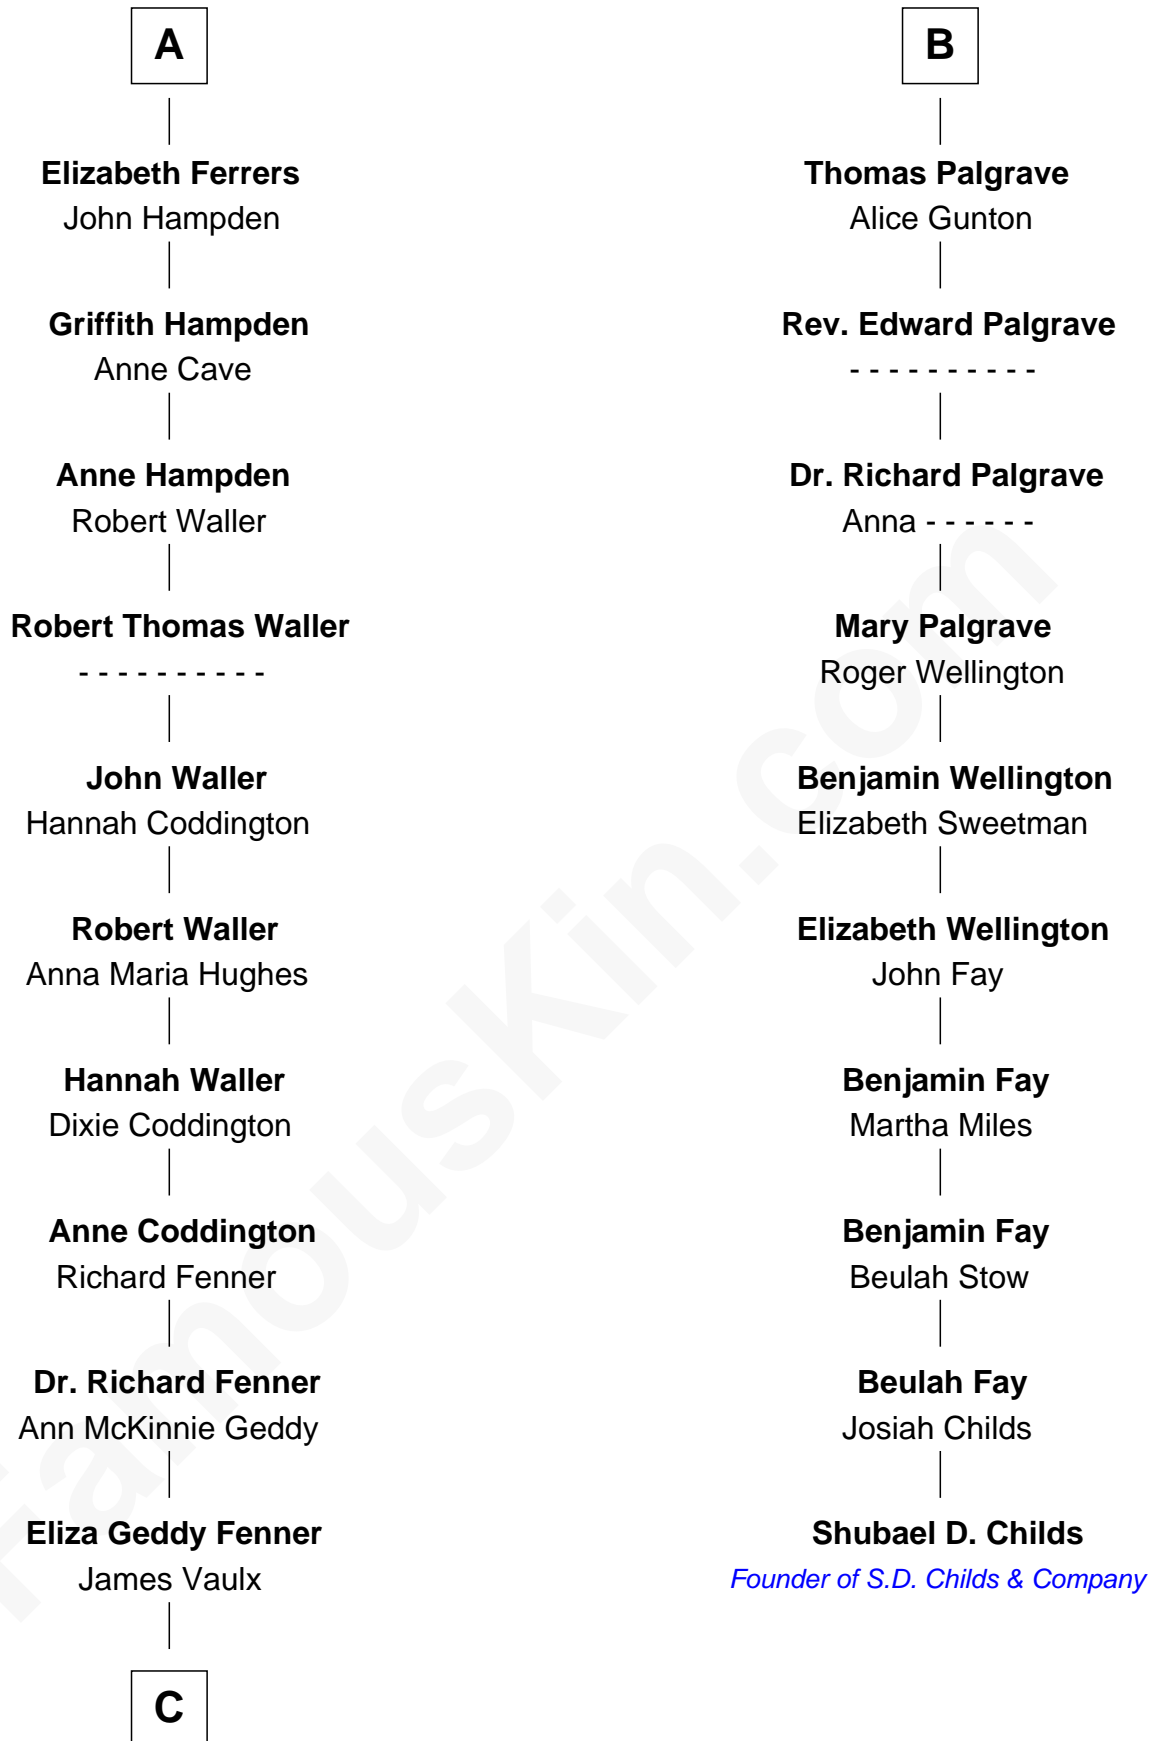 A
Elizabeth Ferrers
John Hampden
Griffith Hampden
Anne Cave
Anne Hampden
Robert Waller
Robert Thomas Waller
- - - - - - - - - -
John Waller
Hannah Coddington
Robert Waller
Anna Maria Hughes
Hannah Waller
Dixie Coddington
Anne Coddington
Richard Fenner
Dr. Richard Fenner
Ann McKinnie Geddy
Eliza Geddy Fenner
James Vaulx
C
B
Thomas Palgrave
Alice Gunton
Rev. Edward Palgrave
- - - - - - - - - -
Dr. Richard Palgrave
Anna - - - - - -
Mary Palgrave
Roger Wellington
Benjamin Wellington
Elizabeth Sweetman
Elizabeth Wellington
John Fay
Benjamin Fay
Martha Miles
Benjamin Fay
Beulah Stow
Beulah Fay
Josiah Childs
Shubael D. Childs
Founder of S.D. Childs & Company
FamousKin.com